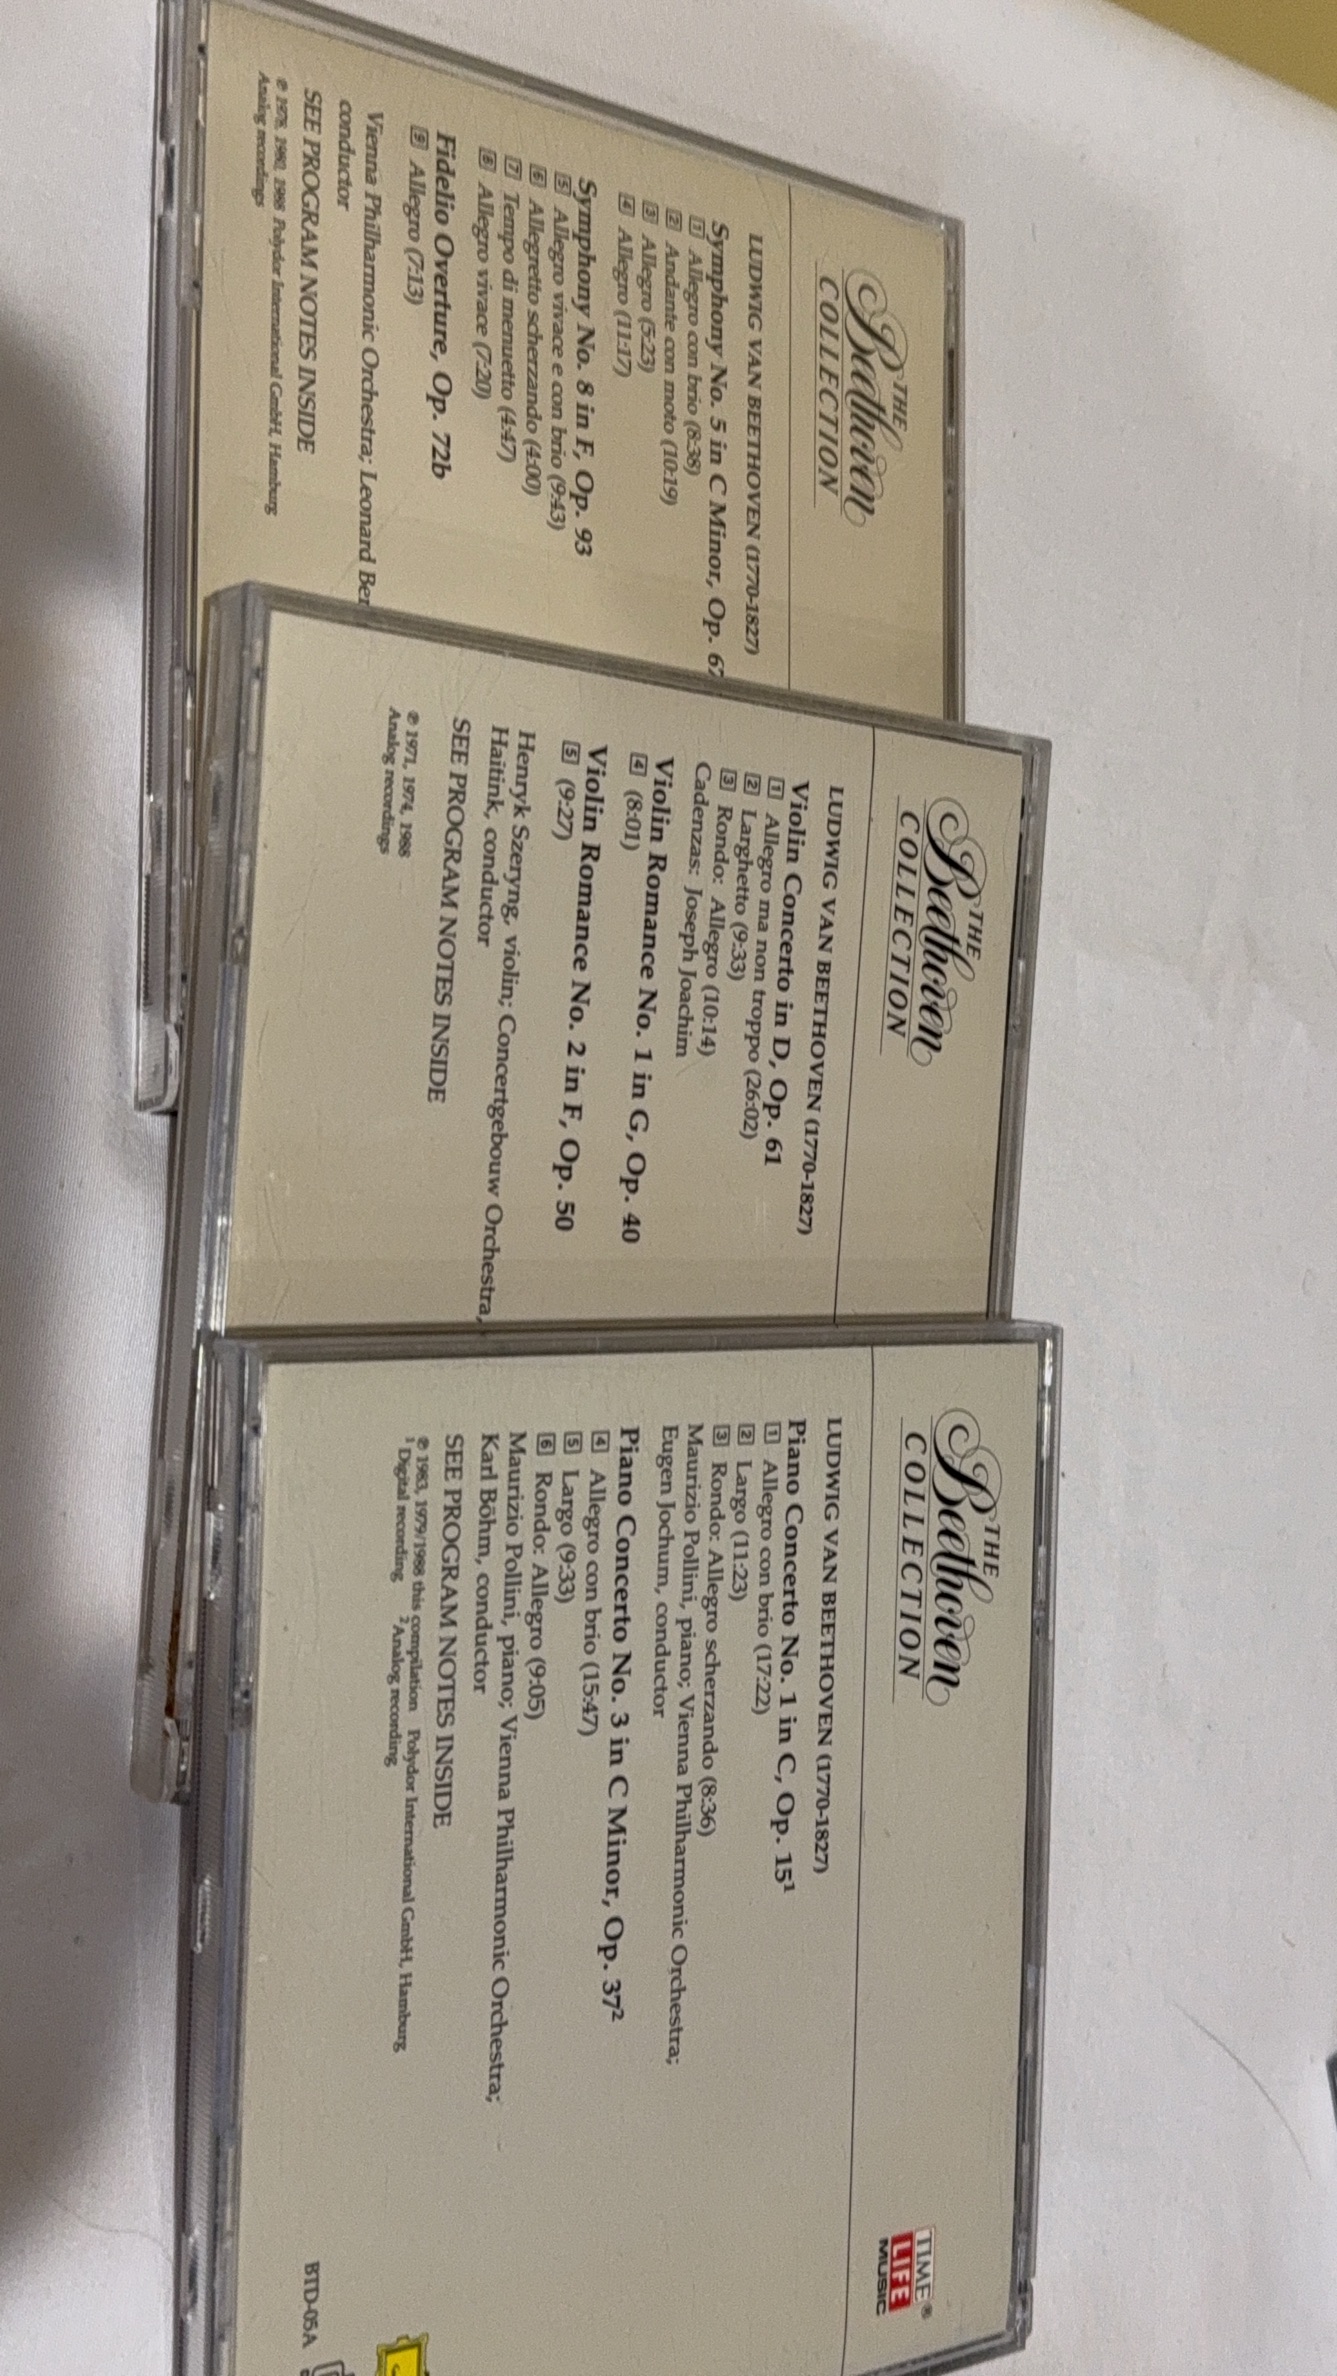 THE
Beethoven
COLLECTION
LUDWIG VAN BEETHOVEN (1770-1827)
Symphony No. 5 in C Minor, Op. 67
1 Allegro con brio (8:38)
2 Andante con moto (10:19)
3 Allegro (5:23)
4 Allegro (11:17)
Symphony No. 8 in F, Op. 93
5 Allegro vivace e con brio (9:43)
6 Allegretto scherzando (4:00)
7 Tempo di menuetto (4:47)
8 Allegro vivace (7:20)
Fidelio Overture, Op. 72b
9 Allegro (7:13)
Vienna Philharmonic Orchestra; Leonard Ber
conductor
SEE PROGRAM NOTES INSIDE
℗ 1978, 1980, 1988 Polydor International GmbH, Hamburg
Analog recordings
THE
Beethoven
COLLECTION
LUDWIG VAN BEETHOVEN (1770-1827)
Violin Concerto in D, Op. 61
1 Allegro ma non troppo (26:02)
2 Larghetto (9:33)
3 Rondo: Allegro (10:14)
Cadenzas: Joseph Joachim
Violin Romance No. 1 in G, Op. 40
4 (8:01)
Violin Romance No. 2 in F, Op. 50
5 (9:27)
Henryk Szeryng, violin; Concertgebouw Orchestra,
Haitink, conductor
SEE PROGRAM NOTES INSIDE
℗ 1971, 1974, 1988
Analog recordings
THE
Beethoven
COLLECTION
TIME®
LIFE
MUSIC
LUDWIG VAN BEETHOVEN (1770-1827)
Piano Concerto No. 1 in C, Op. 15¹
1 Allegro con brio (17:22)
2 Largo (11:23)
3 Rondo: Allegro scherzando (8:36)
Maurizio Pollini, piano; Vienna Philharmonic Orchestra;
Eugen Jochum, conductor
Piano Concerto No. 3 in C Minor, Op. 37²
4 Allegro con brio (15:47)
5 Largo (9:33)
6 Rondo: Allegro (9:05)
Maurizio Pollini, piano; Vienna Philharmonic Orchestra;
Karl Böhm, conductor
SEE PROGRAM NOTES INSIDE
℗ 1983, 1979/1988 this compilation Polydor International GmbH, Hamburg
¹ Digital recording ²Analog recording
BTD-05A